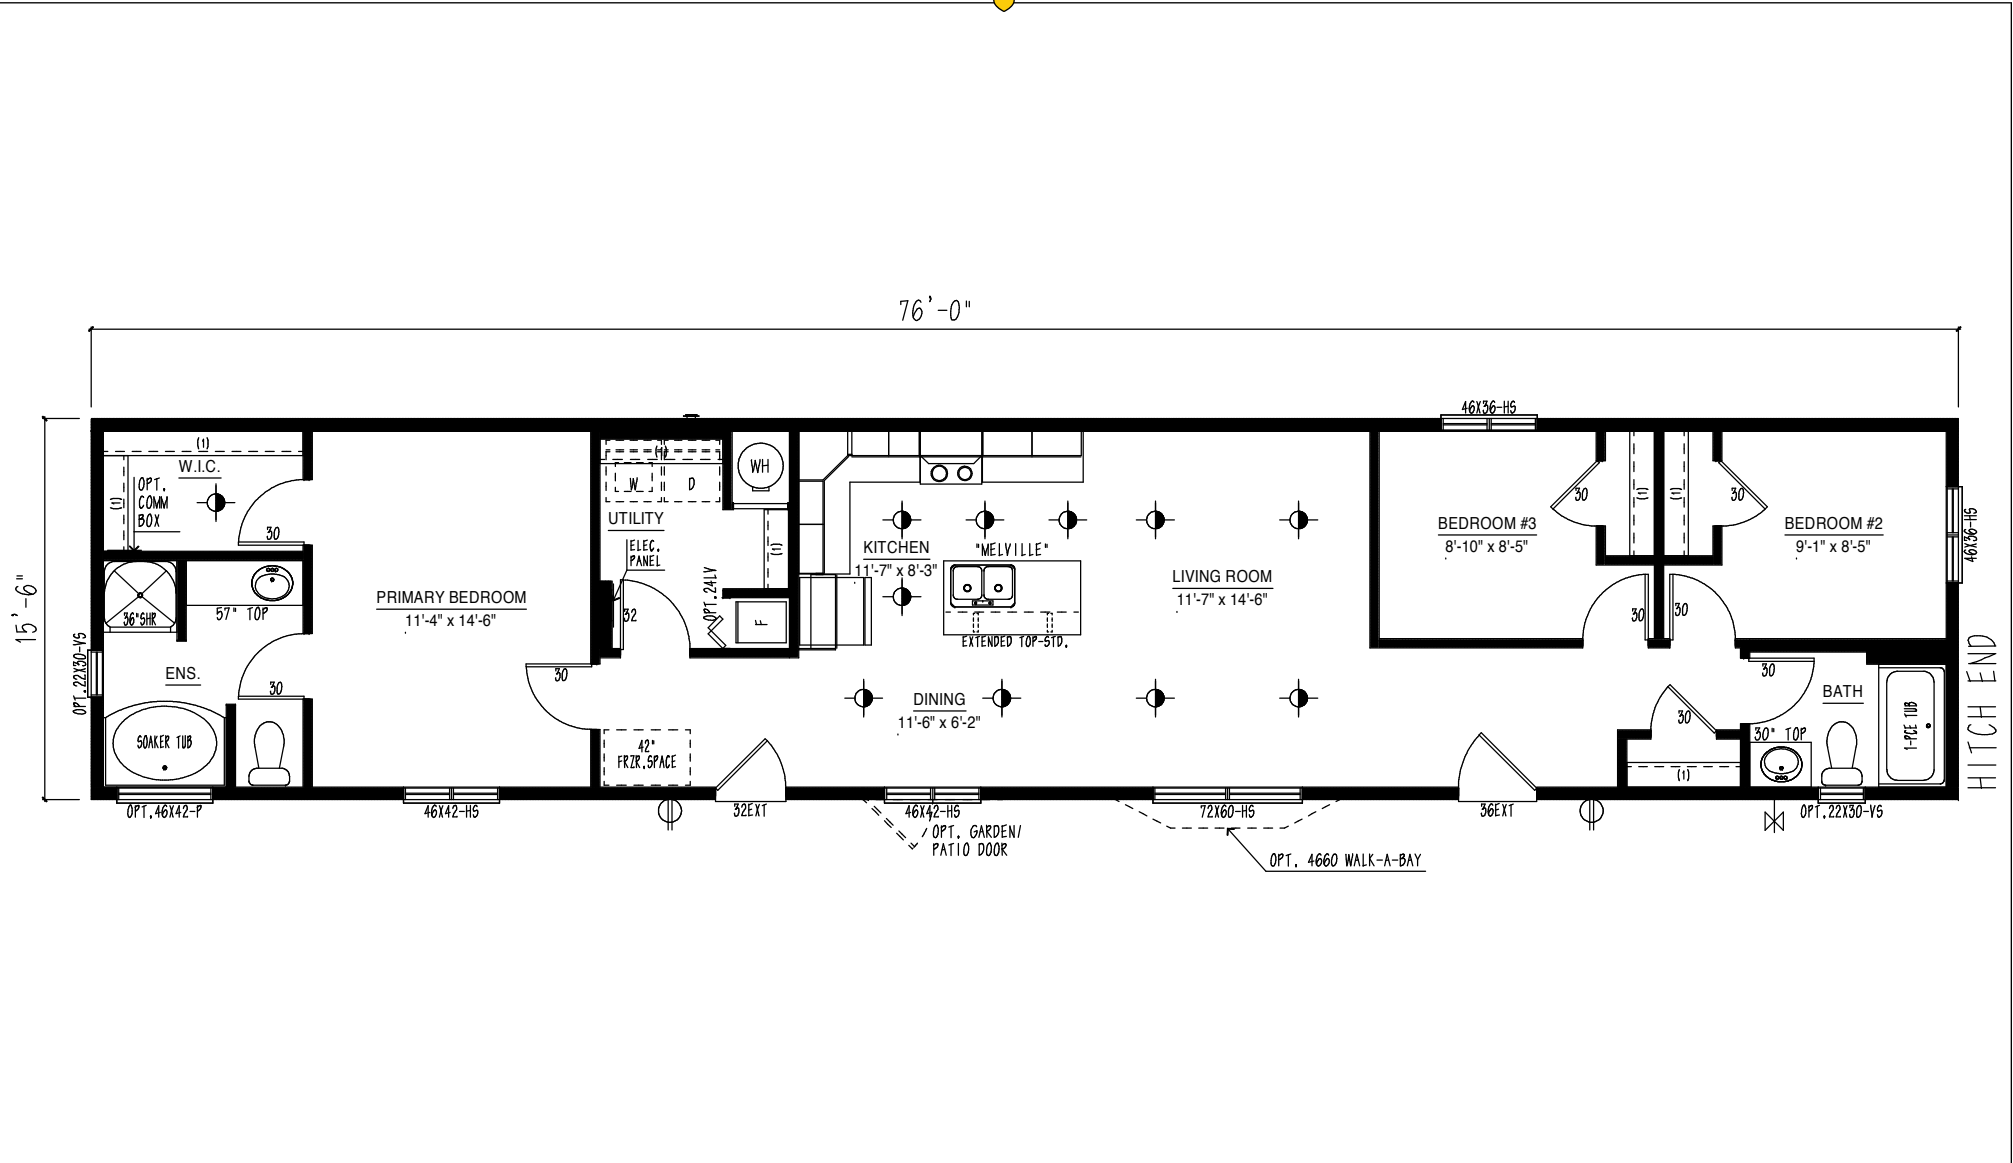 76'-0"
15'-6"
46X36-HS
(1)
W.I.C.
OPT.
COMM
BOX
(1)
30
(1)
W
D
WH
UTILITY
ELEC.
PANEL
(1)
OPT.24LV
32
F
KITCHEN
11'-7" x 8'-3"
"MELVILLE"
EXTENDED TOP-STD.
LIVING ROOM
11'-7" x 14'-6"
BEDROOM #3
8'-10" x 8'-5"
30
(1)
(1)
30
BEDROOM #2
9'-1" x 8'-5"
46X36-HS
30
30
36"SHR
57" TOP
PRIMARY BEDROOM
11'-4" x 14'-6"
OPT.22X30-VS
ENS.
30
30
SOAKER TUB
42"
FRZR.SPACE
DINING
11'-6" x 6'-2"
30
(1)
30
BATH
30" TOP
1-PCE TUB
HITCH END
OPT.46X42-P
46X42-HS
32EXT
46X42-HS
OPT. GARDEN/
PATIO DOOR
72X60-HS
OPT. 4660 WALK-A-BAY
36EXT
OPT.22X30-VS